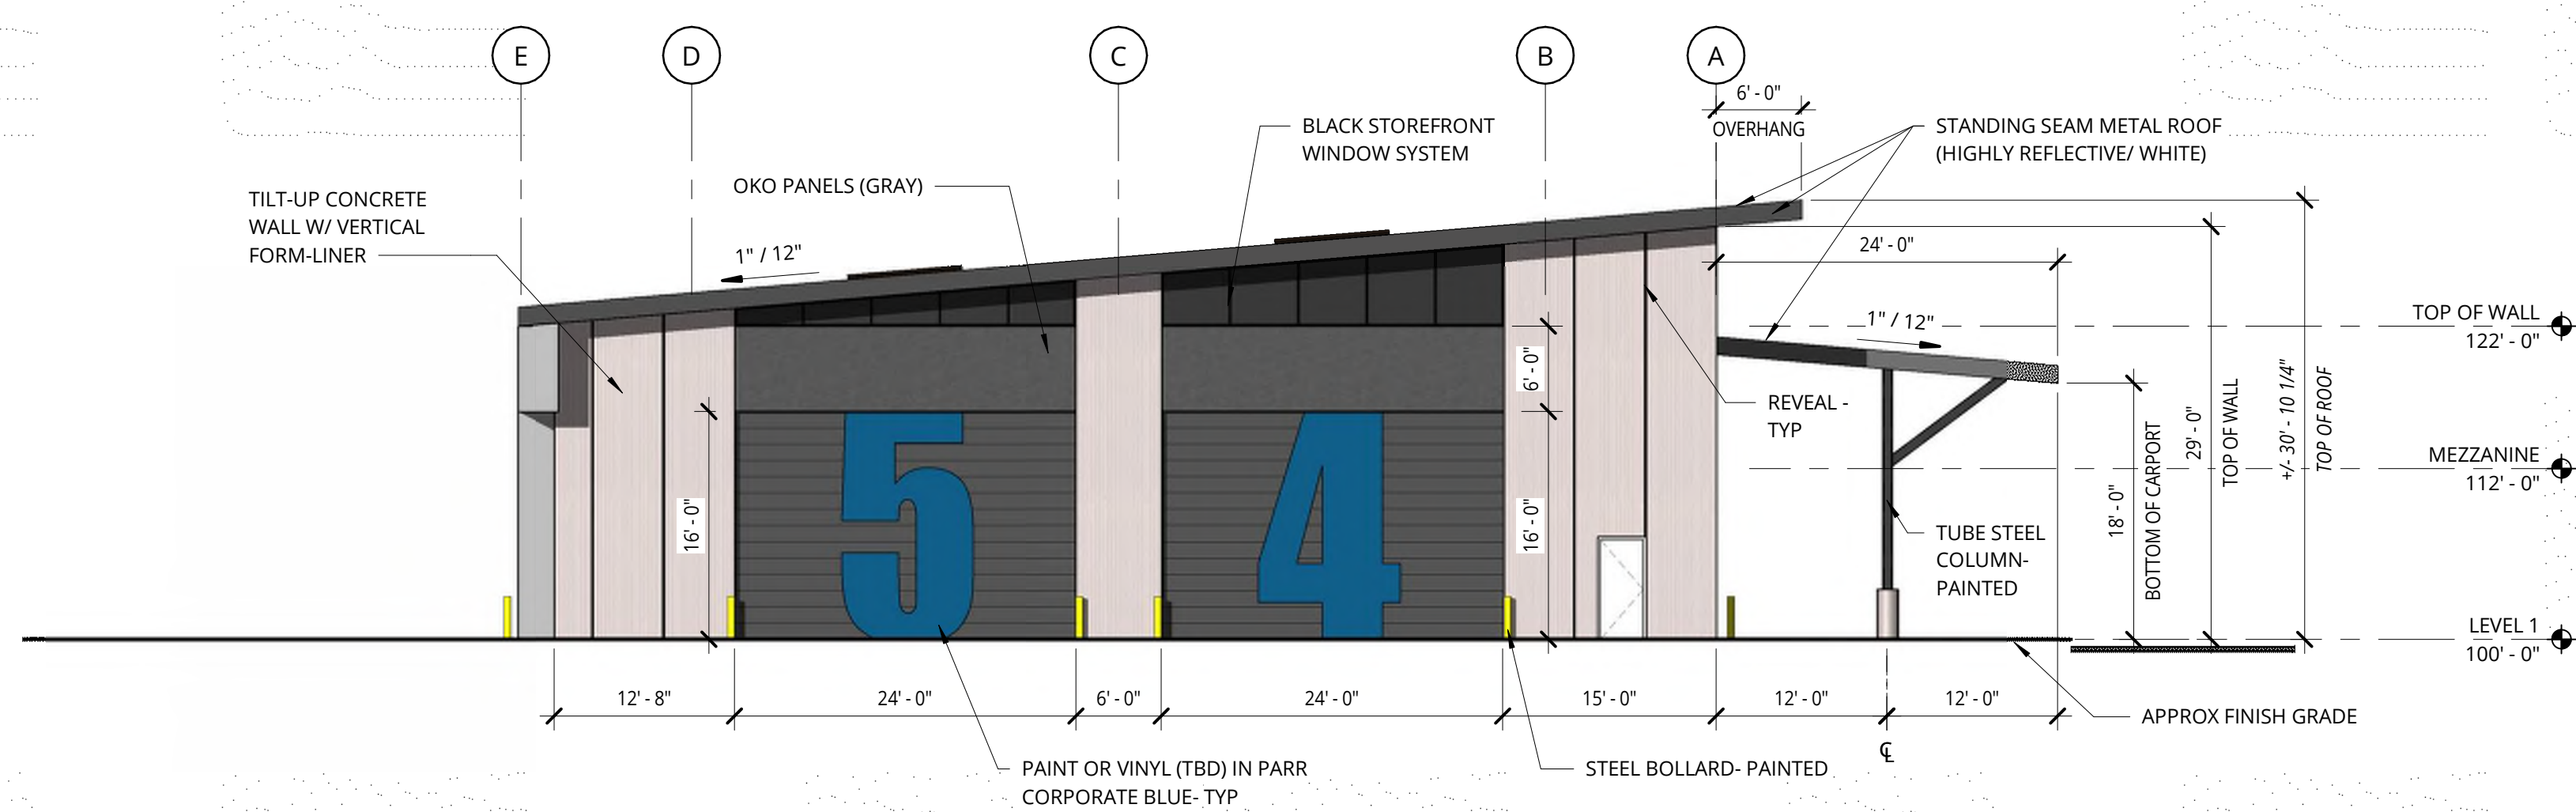 E
D
C
B
A
6' - 0"
OVERHANG
BLACK STOREFRONT
WINDOW SYSTEM
STANDING SEAM METAL ROOF
(HIGHLY REFLECTIVE/ WHITE)
OKO PANELS (GRAY)
TILT-UP CONCRETE
WALL W/ VERTICAL
FORM-LINER
1" / 12"
24' - 0"
1" / 12"
TOP OF WALL
122' - 0"
6' - 0"
REVEAL -
TYP
5
4
16' - 0"
16' - 0"
MEZZANINE
112' - 0"
18' - 0"
BOTTOM OF CARPORT
29' - 0"
TOP OF WALL
+/- 30' - 10 1/4"
TOP OF ROOF
TUBE STEEL
COLUMN-
PAINTED
LEVEL 1
100' - 0"
12' - 8"
24' - 0"
6' - 0"
24' - 0"
15' - 0"
12' - 0"
12' - 0"
APPROX FINISH GRADE
℄
PAINT OR VINYL (TBD) IN PARR
CORPORATE BLUE- TYP
STEEL BOLLARD- PAINTED